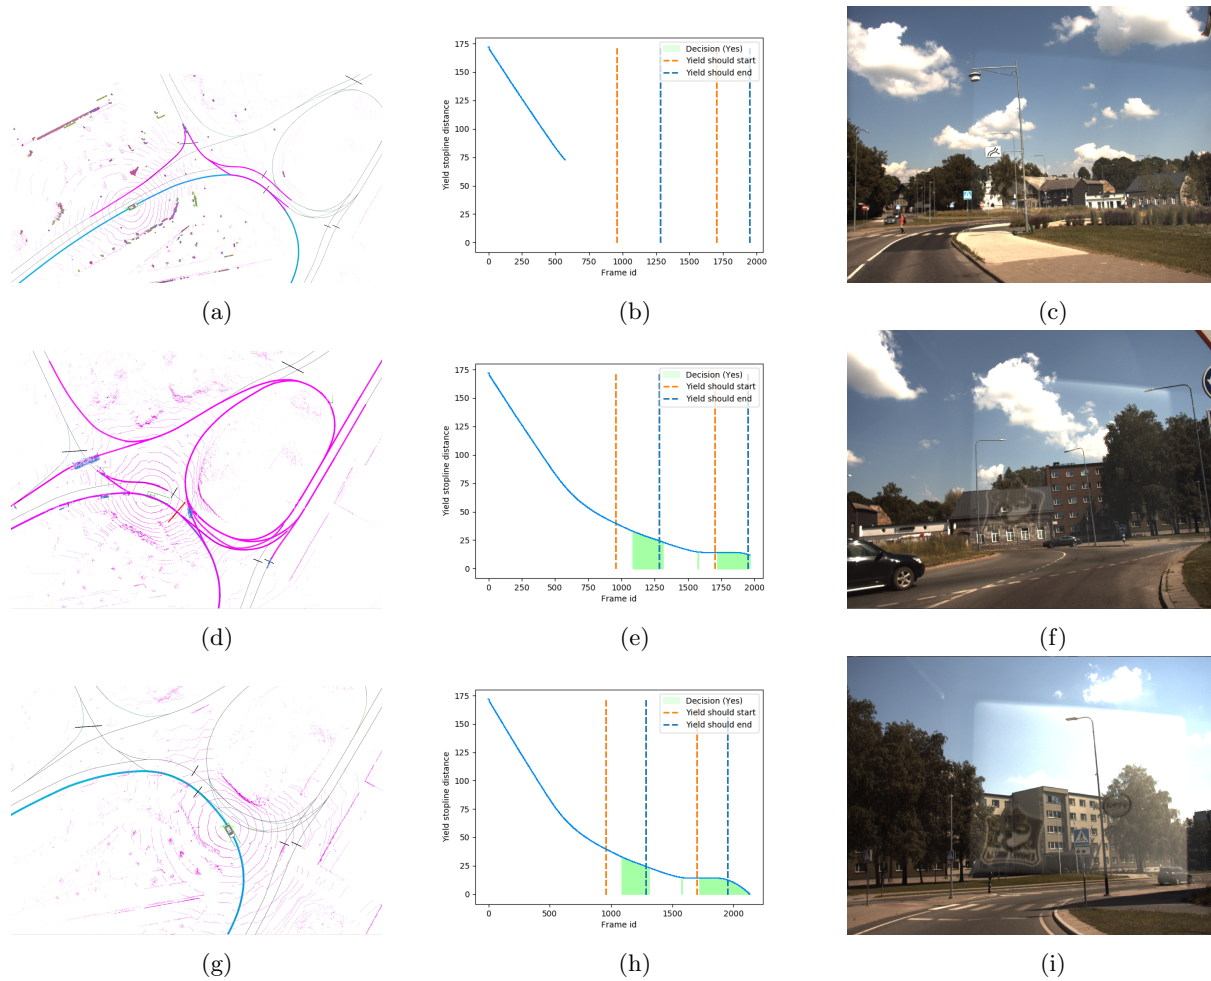 175
150
125
100
75
50
25
0
Yield stopline distance
Decision (Yes)
Yield should start
Yield should end
0 250 500 750 1000 1250 1500 1750 2000
Frame id
(a) (b) (c)
175
150
125
100
75
50
25
0
Yield stopline distance
Decision (Yes)
Yield should start
Yield should end
0 250 500 750 1000 1250 1500 1750 2000
Frame id
(d) (e) (f)
175
150
125
100
75
50
25
0
Yield stopline distance
Decision (Yes)
Yield should start
Yield should end
0 500 1000 1500 2000
Frame id
(g) (h) (i)